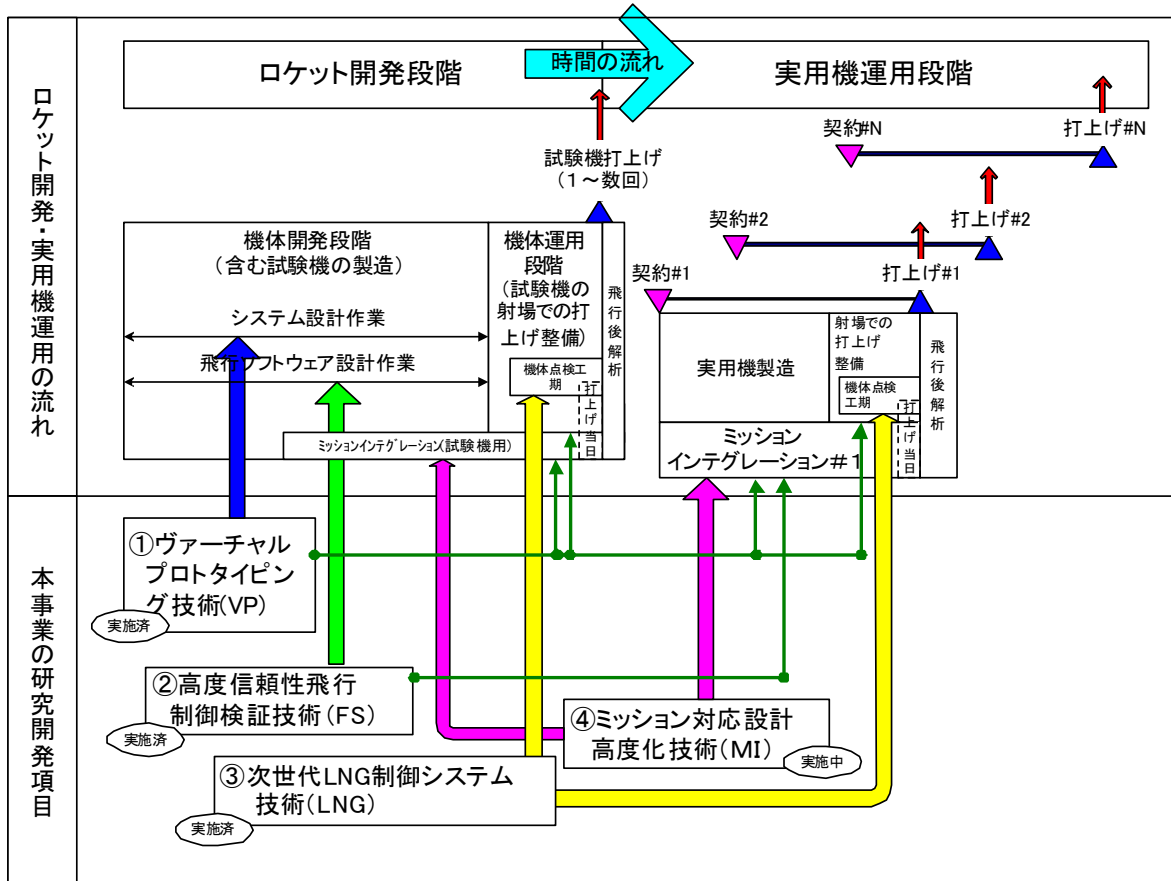 ロケット開発・実用機運用の流れ
ロケット開発段階
時間の流れ
実用機運用段階
契約#N
打上げ#N
試験機打上げ
(1～数回)
契約#2
打上げ#2
契約#1
打上げ#1
機体開発段階
(含む試験機の製造)
システム設計作業
飛行ソフトウェア設計作業
機体運用
段階
(試験機の
射場での打
上げ整備)
機体点検工
期
打上げ当日
飛行後解析
ミッションインテグレーション(試験機用)
実用機製造
射場での
打上げ
整備
機体点検
工期
打上げ当日
飛行後解析
ミッション
インテグレーション#1
本事業の研究開発項目
①ヴァーチャル
プロトタイピン
グ技術(VP)
実施済
②高度信頼性飛行
制御検証技術(FS)
実施済
③次世代LNG制御システム
技術(LNG)
実施済
④ミッション対応設計
高度化技術(MI)
実施中